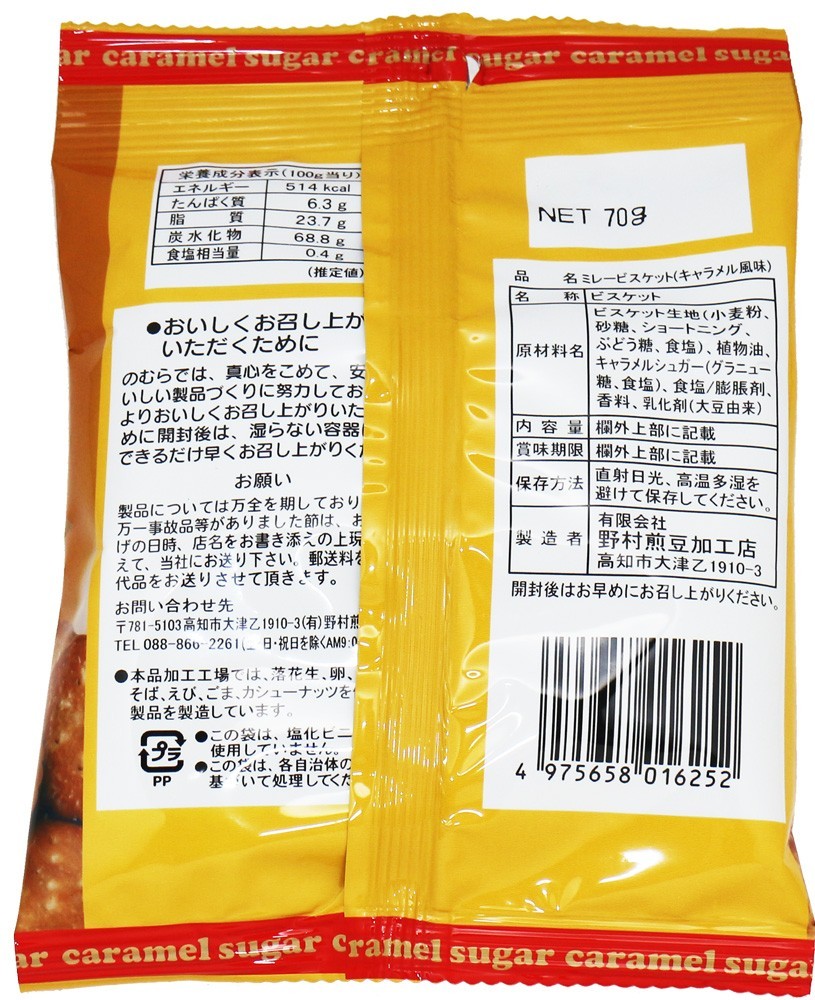 ar caramel sugar cramel sugar caramel suga
栄養成分表示(100g当り)
エネルギー 514 kcal
たんぱく質 6.3 g
脂 質 23.7 g
炭水化物 68.8 g
食塩相当量 0.4 g
(推定値)
●おいしくお召し上が
いただくために
のむらでは、真心をこめて、安
いしい製品づくりに努力してお
よりおいしくお召し上がりいた
めに開封後は、湿らない容器に
できるだけ早くお召し上がりくだ
お願い
製品については万全を期しており
万一事故品等がありました節は、お
げの日時、店名をお書き添えの上現
えて、当社にお送り下さい。郵送料を
代品をお送りさせて頂きます。
お問い合わせ先
〒781-5103高知市大津乙1910-3(有)野村煎
TEL 088-866-2261(土日・祝日を除くAM9:0
●本品加工工場では、落花生、卵、
そば、えび、ごま、カシューナッツを
製品を製造しています。
プラ
PP
●この袋は、塩化ビニ
使用していません。
●この袋は、各自治体の
基づいて処理してくだ
NET 70g
品 名 ミレービスケット(キャラメル風味)
名 称 ビスケット
原材料名 ビスケット生地(小麦粉、
砂糖、ショートニング、
ぶどう糖、食塩)、植物油、
キャラメルシュガー(グラニュー
糖、食塩)、食塩/膨脹剤、
香料、乳化剤(大豆由来)
内容量 欄外上部に記載
賞味期限 欄外上部に記載
保存方法 直射日光、高温多湿を
避けて保存してください。
製造者 有限会社
野村煎豆加工店
高知市大津乙1910-3
開封後はお早めにお召し上がりください。
4 975658 016252
ar caramel sugar cramel sugar caramel suga